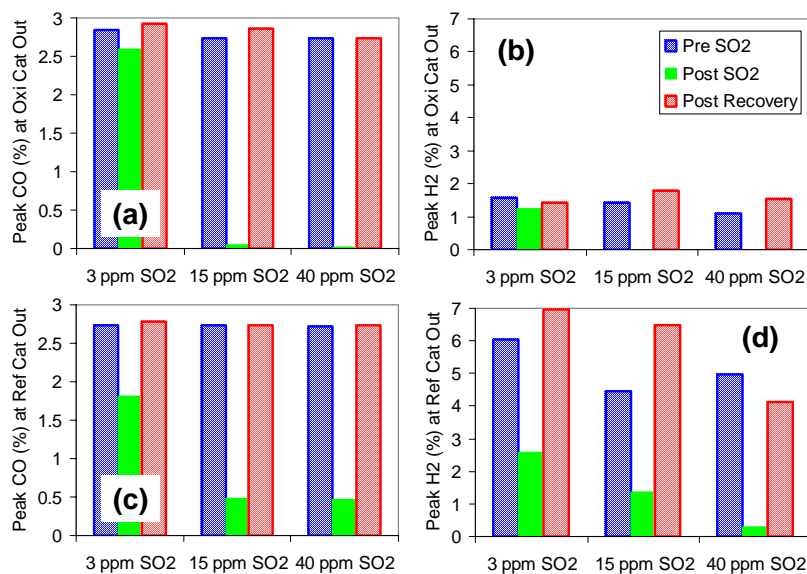 Peak CO (%) at Oxi Cat Out
3
2.5
2
1.5
1
0.5
0
(a)
3 ppm SO2 15 ppm SO2 40 ppm SO2
Peak H2 (%) at Oxi Cat Out
7
6
5
4
3
2
1
0
(b)
Pre SO2
Post SO2
Post Recovery
3 ppm SO2 15 ppm SO2 40 ppm SO2
Peak CO (%) at Ref Cat Out
3
2.5
2
1.5
1
0.5
0
(c)
3 ppm SO2 15 ppm SO2 40 ppm SO2
Peak H2 (%) at Ref Cat Out
7
6
5
4
3
2
1
0
(d)
3 ppm SO2 15 ppm SO2 40 ppm SO2